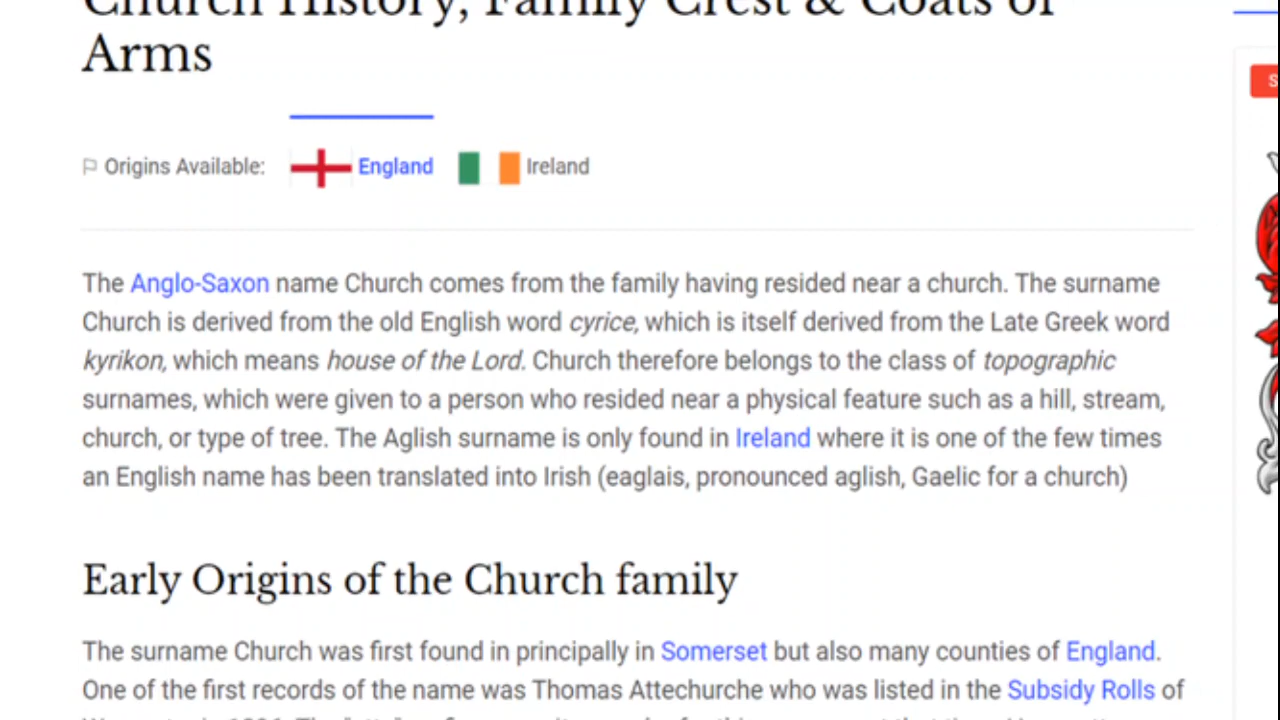 Church History, Family Crest & Coats of
Arms
Origins Available: England Ireland
S
The Anglo-Saxon name Church comes from the family having resided near a church. The surname
Church is derived from the old English word cyrice, which is itself derived from the Late Greek word
kyrikon, which means house of the Lord. Church therefore belongs to the class of topographic
surnames, which were given to a person who resided near a physical feature such as a hill, stream,
church, or type of tree. The Aglish surname is only found in Ireland where it is one of the few times
an English name has been translated into Irish (eaglais, pronounced aglish, Gaelic for a church)
Early Origins of the Church family
The surname Church was first found in principally in Somerset but also many counties of England.
One of the first records of the name was Thomas Attechurche who was listed in the Subsidy Rolls of